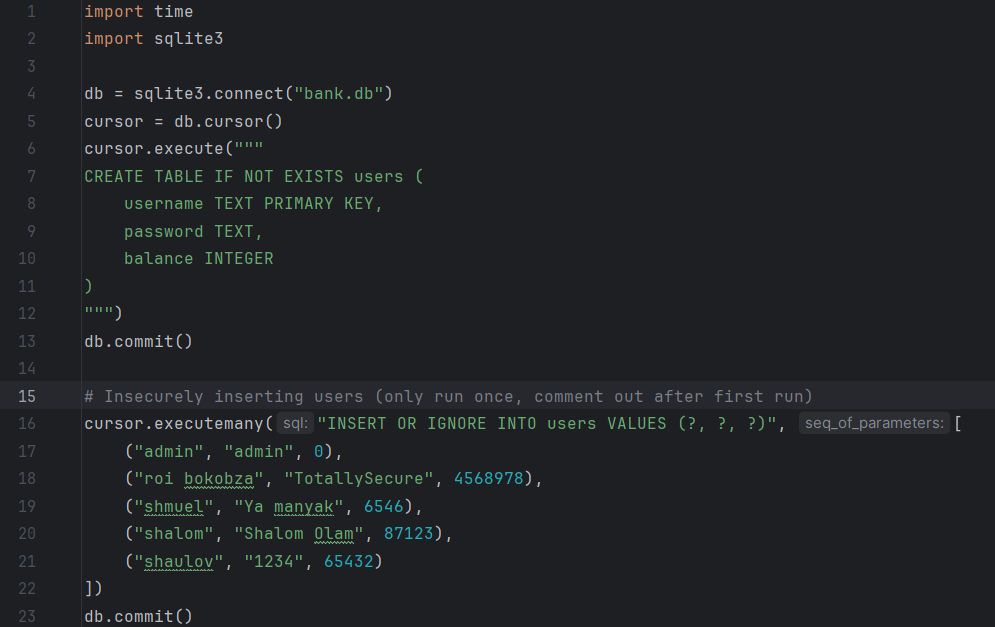 1 import time
2 import sqlite3
3
4 db = sqlite3.connect("bank.db")
5 cursor = db.cursor()
6 cursor.execute("""
7 CREATE TABLE IF NOT EXISTS users (
8     username TEXT PRIMARY KEY,
9     password TEXT,
10     balance INTEGER
11 )
12 """)
13 db.commit()
14
15 # Insecurely inserting users (only run once, comment out after first run)
16 cursor.executemany( sql: "INSERT OR IGNORE INTO users VALUES (?, ?, ?)", seq_of_parameters: [
17     ("admin", "admin", 0),
18     ("roi bokobza", "TotallySecure", 4568978),
19     ("shmuel", "Ya manyak", 6546),
20     ("shalom", "Shalom Olam", 87123),
21     ("shaulov", "1234", 65432)
22 ])
23 db.commit()